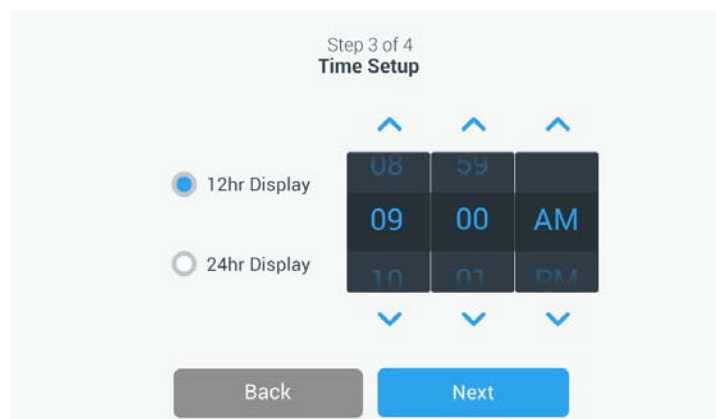 Step 3 of 4
Time Setup
12hr Display
24hr Display
08 59
09 00 AM
10 01 PM
Back Next